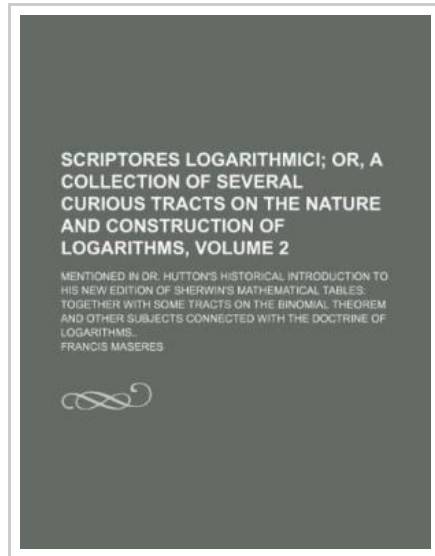 SCRIPTORES LOGARITHMICI; OR, A
COLLECTION OF SEVERAL
CURIOUS TRACTS ON THE NATURE
AND CONSTRUCTION OF
LOGARITHMS, VOLUME 2
MENTIONED IN DR. HUTTON'S HISTORICAL INTRODUCTION TO
HIS NEW EDITION OF SHERWIN'S MATHEMATICAL TABLES:
TOGETHER WITH SOME TRACTS ON THE BINOMIAL THEOREM
AND OTHER SUBJECTS CONNECTED WITH THE DOCTRINE OF
LOGARITHMS..
FRANCIS MASERES